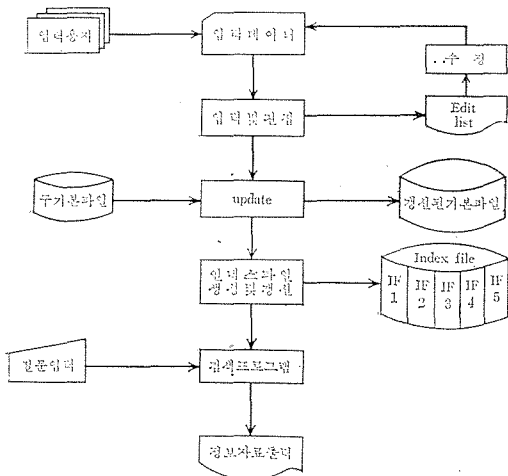 입력용지
입력데이터
수 정
입력 및 편집
Edit
list
구기본파일
update
갱신된기본파일
인덱스파일
생성및갱신
Index file
IF
1
IF
2
IF
3
IF
4
IF
5
질문입력
검색프로그램
정보자료출력